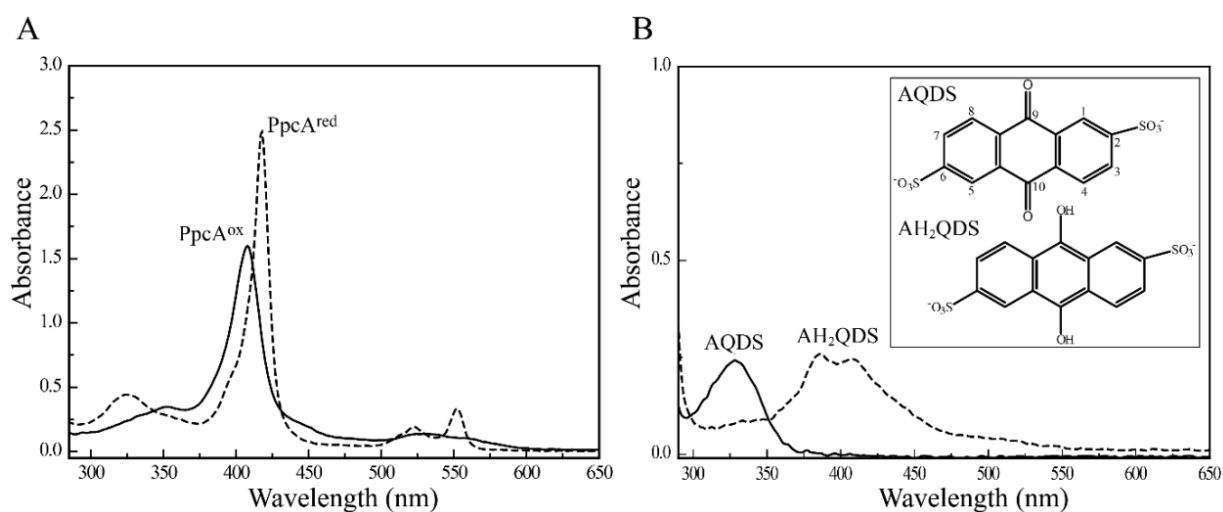 A
3.0
2.5
2.0
1.5
1.0
0.5
0.0
PpcA^red
PpcA^ox
Absorbance
300 350 400 450 500 550 600 650
Wavelength (nm)
B
1.0
0.5
0.0
AQDS
O
8 9 1
7 2 SO₃⁻
⁻O₃S 6 10 3
5 4
O
AH₂QDS
OH
SO₃⁻
⁻O₃S
OH
AQDS AH₂QDS
Absorbance
300 350 400 450 500 550 600 650
Wavelength (nm)